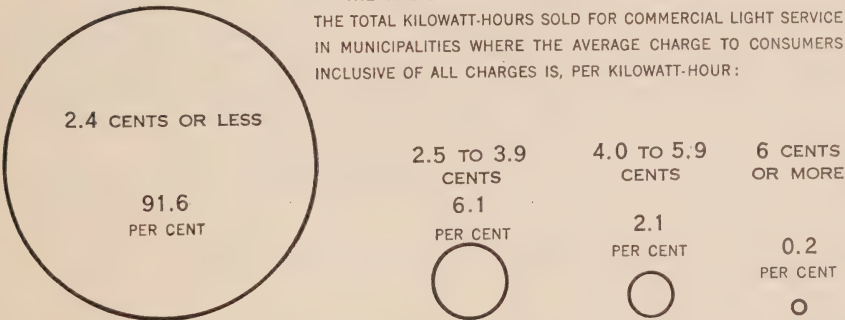 THE TOTAL KILOWATT-HOURS SOLD FOR COMMERCIAL LIGHT SERVICE
IN MUNICIPALITIES WHERE THE AVERAGE CHARGE TO CONSUMERS
INCLUSIVE OF ALL CHARGES IS, PER KILOWATT-HOUR:
2.4 CENTS OR LESS
91.6
PER CENT
2.5 TO 3.9
CENTS
6.1
PER CENT
4.0 TO 5.9
CENTS
2.1
PER CENT
6 CENTS
OR MORE
0.2
PER CENT